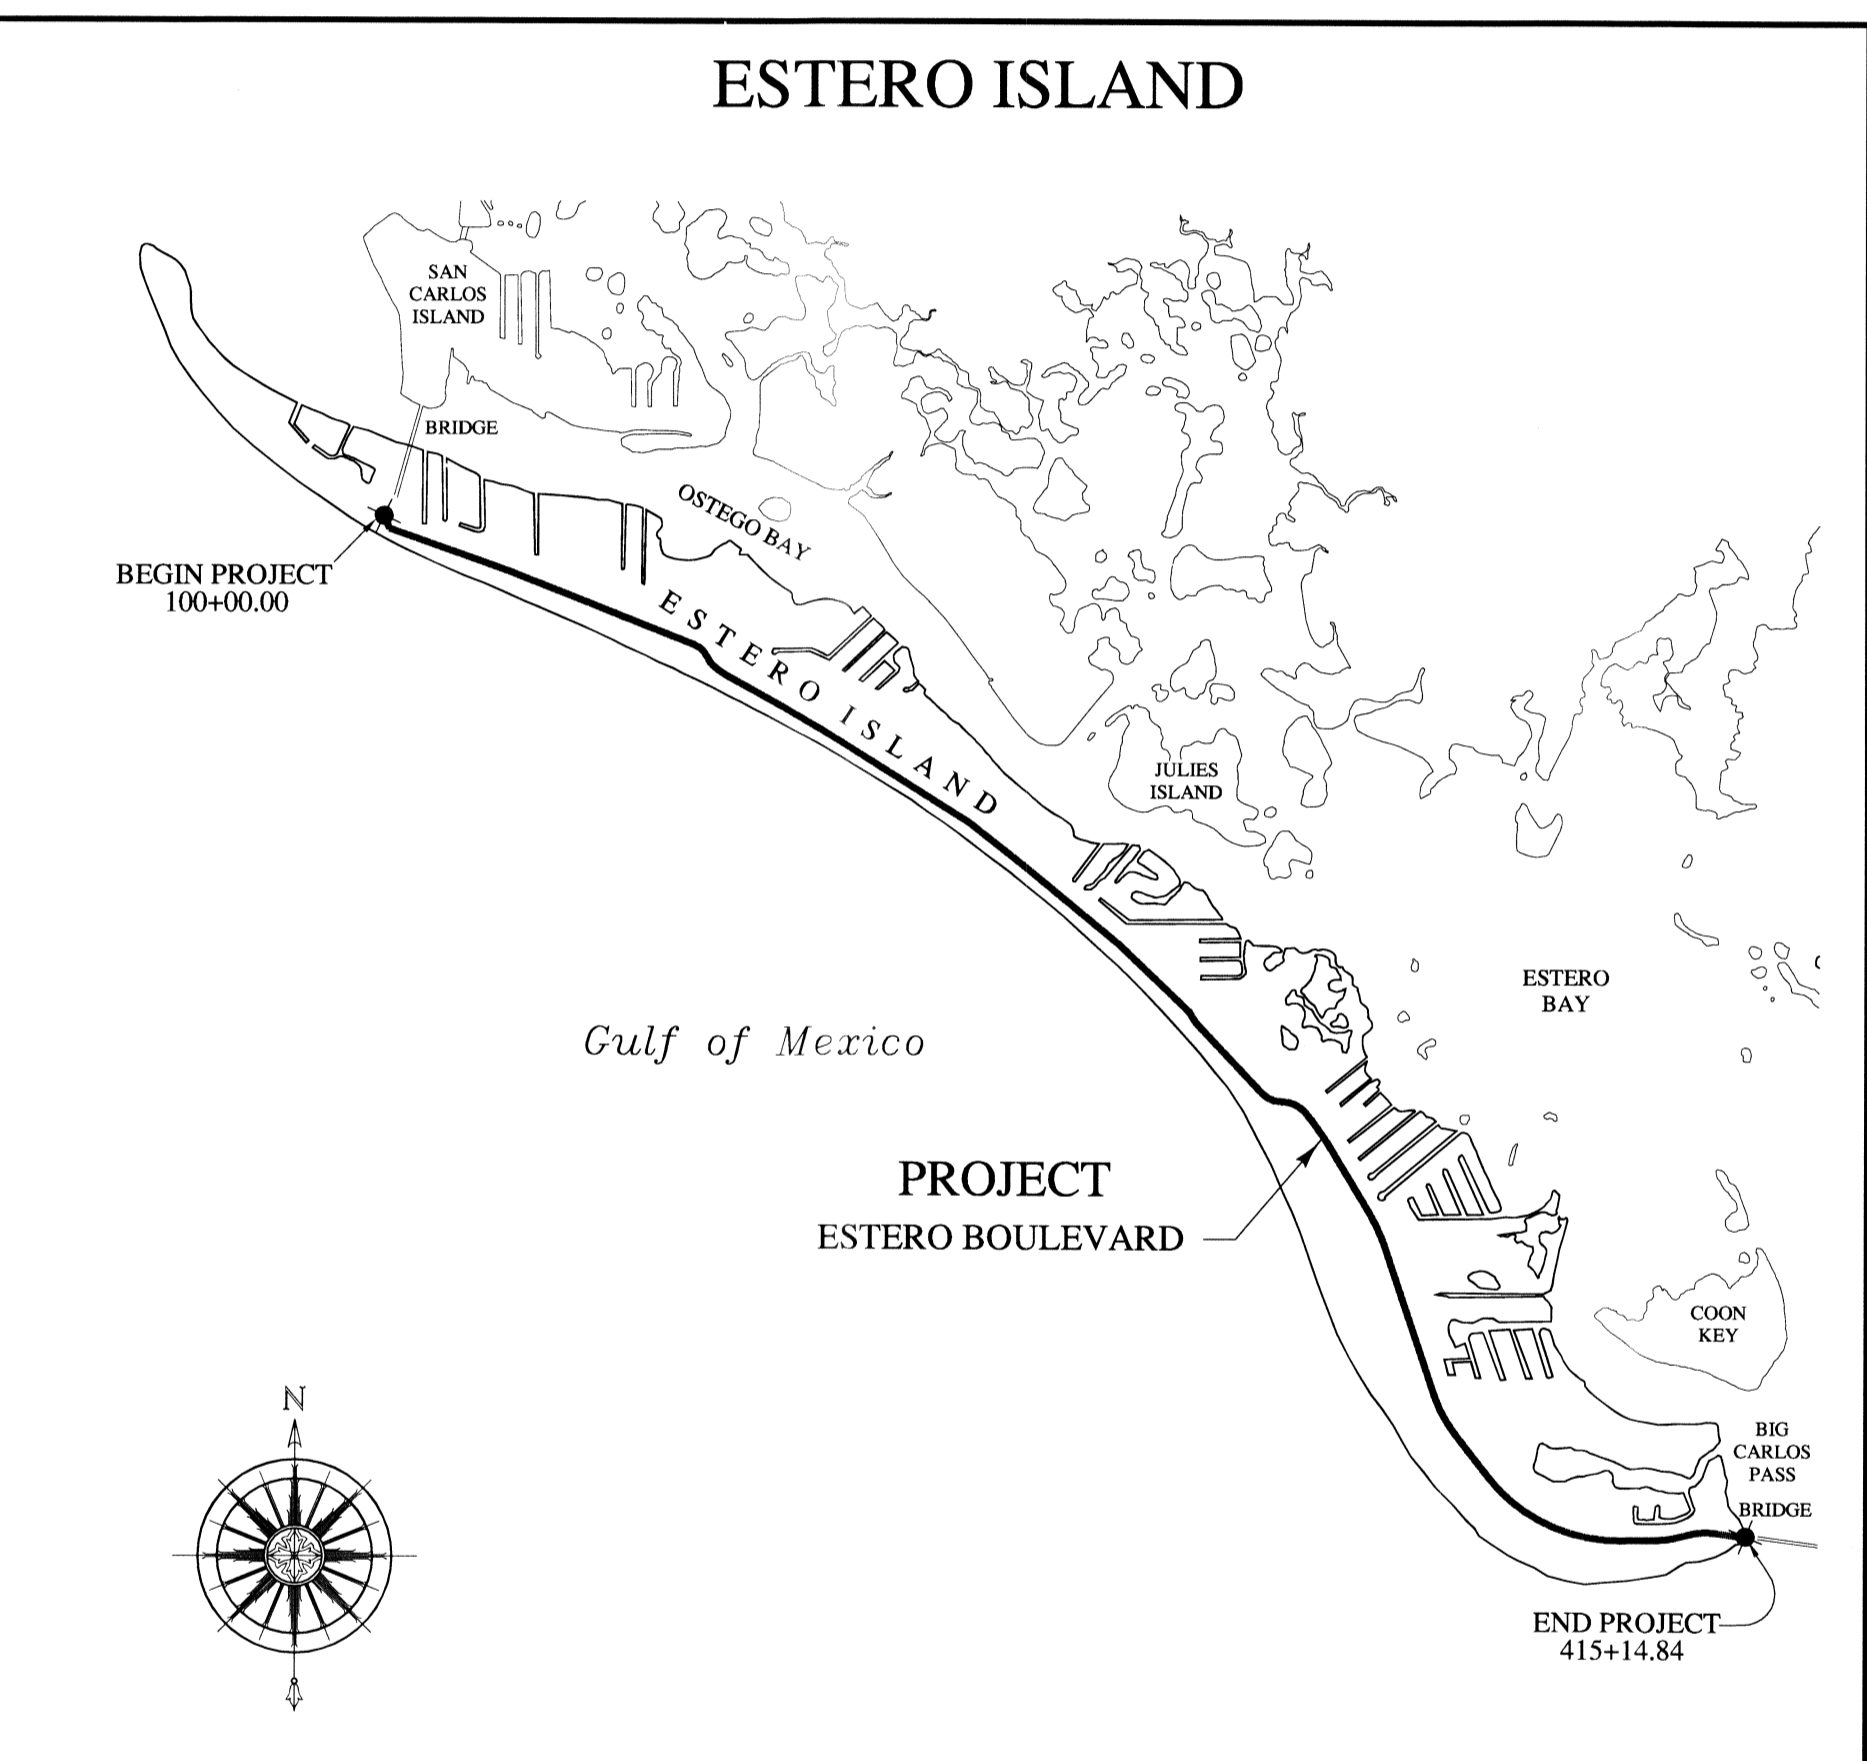 ESTERO ISLAND
SAN
CARLOS
ISLAND
BRIDGE
OSTEGO BAY
BEGIN PROJECT
100+00.00
ESTERO ISLAND
JULIES
ISLAND
ESTERO
BAY
Gulf of Mexico
PROJECT
ESTERO BOULEVARD
COON
KEY
N
BIG
CARLOS
PASS
BRIDGE
END PROJECT
415+14.84